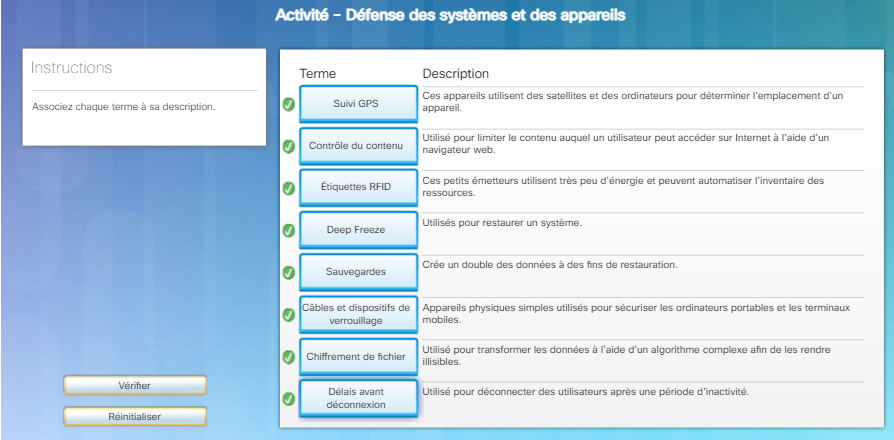 Activité - Défense des systèmes et des appareils
Instructions
Associez chaque terme à sa description.
Vérifier
Réinitialiser
Terme Description
Suivi GPS
Ces appareils utilisent des satellites et des ordinateurs pour déterminer l'emplacement d'un
appareil.
Contrôle du contenu
Utilisé pour limiter le contenu auquel un utilisateur peut accéder sur Internet à l'aide d'un
navigateur web.
Étiquettes RFID
Ces petits émetteurs utilisent très peu d'énergie et peuvent automatiser l'inventaire des
ressources.
Deep Freeze
Utilisés pour restaurer un système.
Sauvegardes
Crée un double des données à des fins de restauration.
Câbles et dispositifs de
verrouillage
Appareils physiques simples utilisés pour sécuriser les ordinateurs portables et les terminaux
mobiles.
Chiffrement de fichier
Utilisé pour transformer les données à l'aide d'un algorithme complexe afin de les rendre
illisibles.
Délais avant
déconnexion
Utilisé pour déconnecter des utilisateurs après une période d'inactivité.